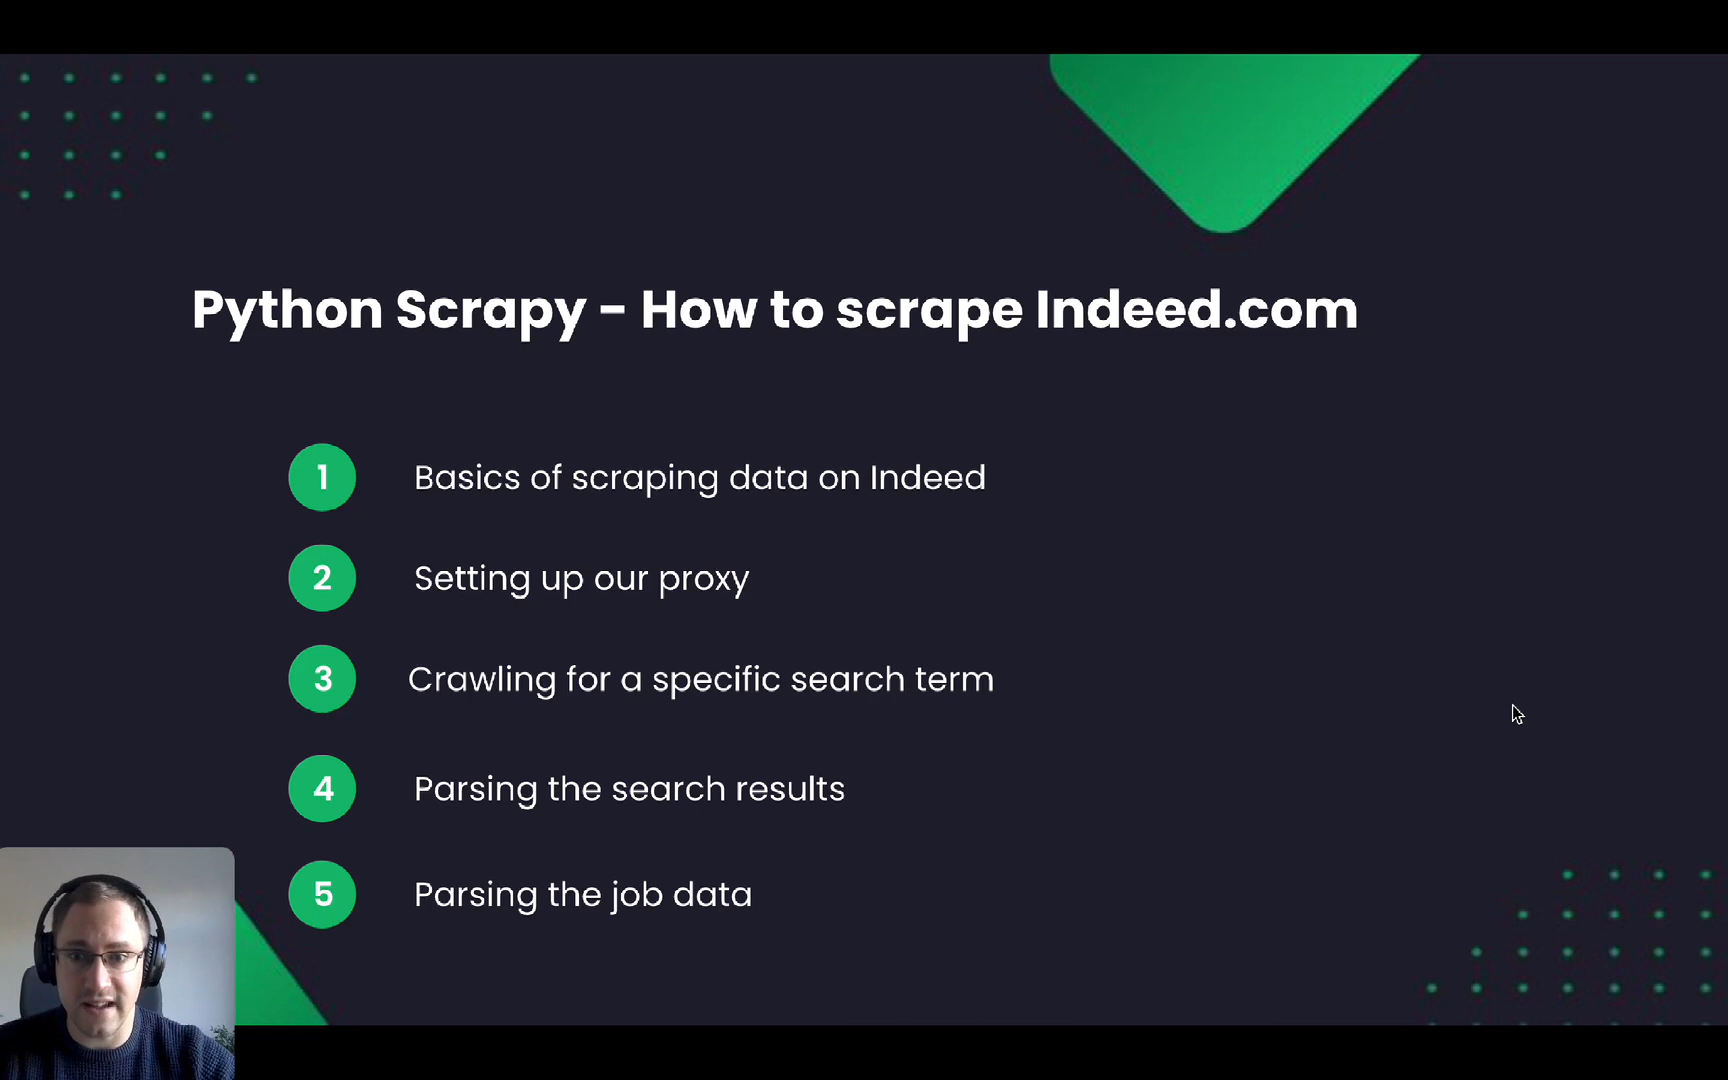 Python Scrapy - How to scrape Indeed.com
1 Basics of scraping data on Indeed
2 Setting up our proxy
3 Crawling for a specific search term
4 Parsing the search results
5 Parsing the job data